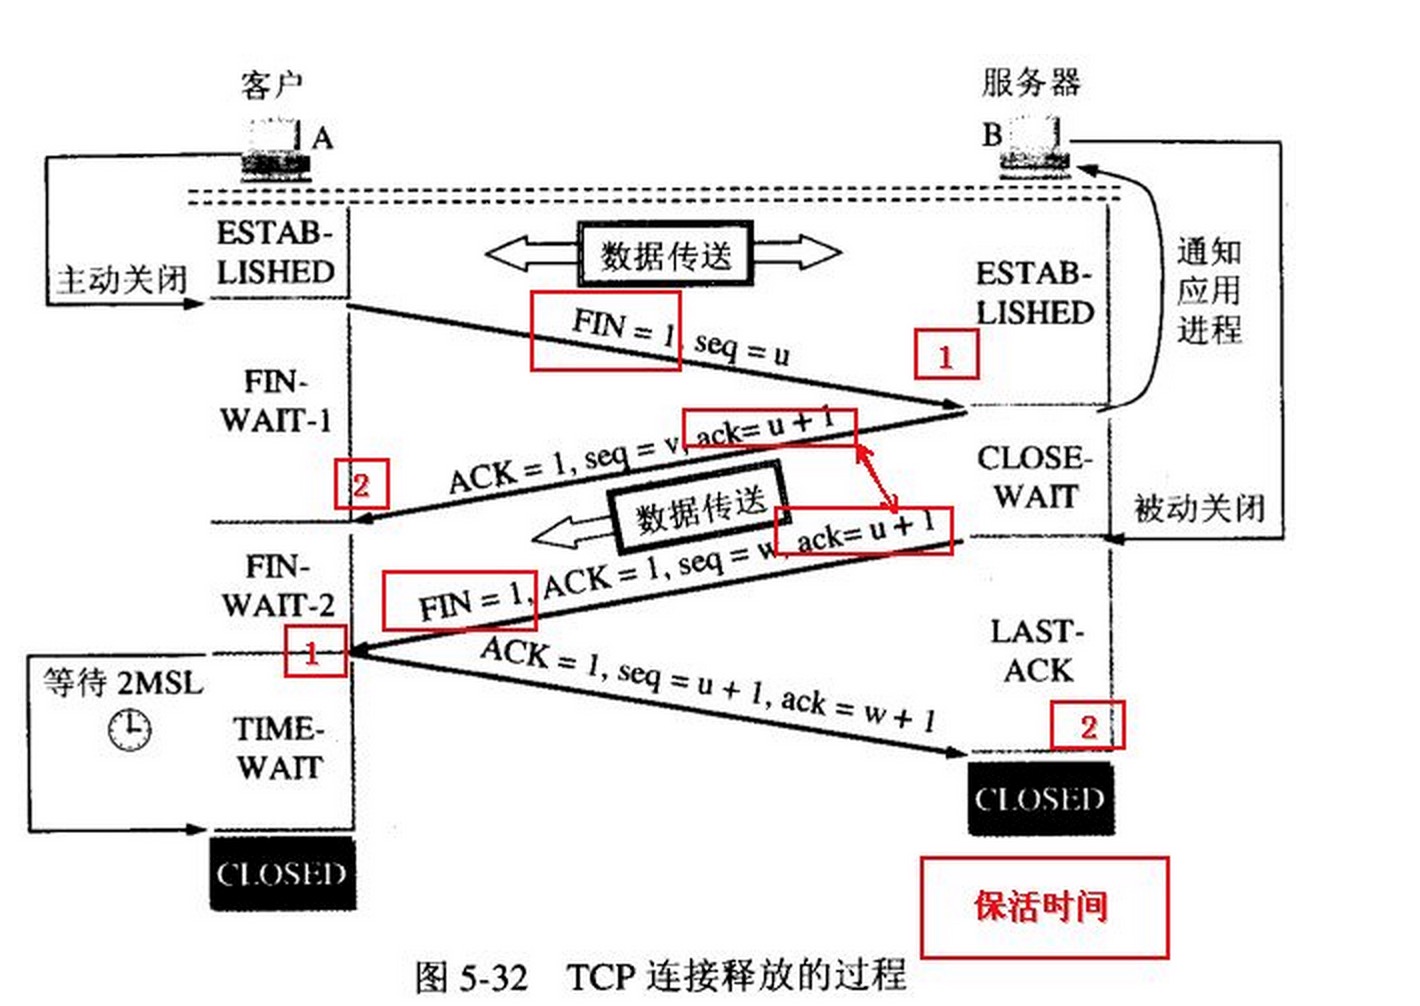 客户
服务器
A
B
ESTAB-
LISHED
主动关闭
数据传送
ESTAB-
LISHED
通知
应用
进程
FIN = 1, seq = u
1
FIN-
WAIT-1
ACK = 1, seq = v, ack= u + 1
2
CLOSE-
WAIT
数据传送
被动关闭
FIN-
WAIT-2
FIN = 1, ACK = 1, seq = w, ack= u + 1
1
LAST-
ACK
等待 2MSL
ACK = 1, seq = u + 1, ack = w + 1
TIME-
WAIT
2
CLOSED
CLOSED
保活时间
图 5-32 TCP 连接释放的过程